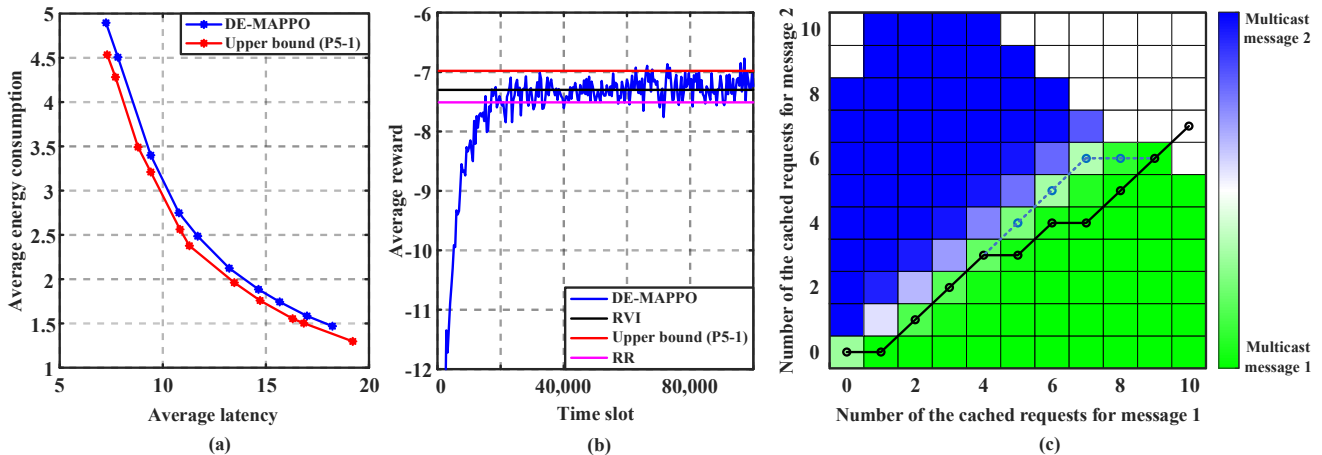 5
4.5
4
3.5
3
2.5
2
1.5
1
5
10
15
20
Average energy consumption
Average latency
DE-MAPPO
Upper bound (P5-1)
(a)
-6
-7
-8
-9
-10
-11
-12
0
40,000
80,000
Average reward
Time slot
DE-MAPPO
RVI
Upper bound (P5-1)
RR
(b)
10
8
6
4
2
0
0
2
4
6
8
10
Number of the cached requests for message 2
Number of the cached requests for message 1
Multicast
message 2
Multicast
message 1
(c)